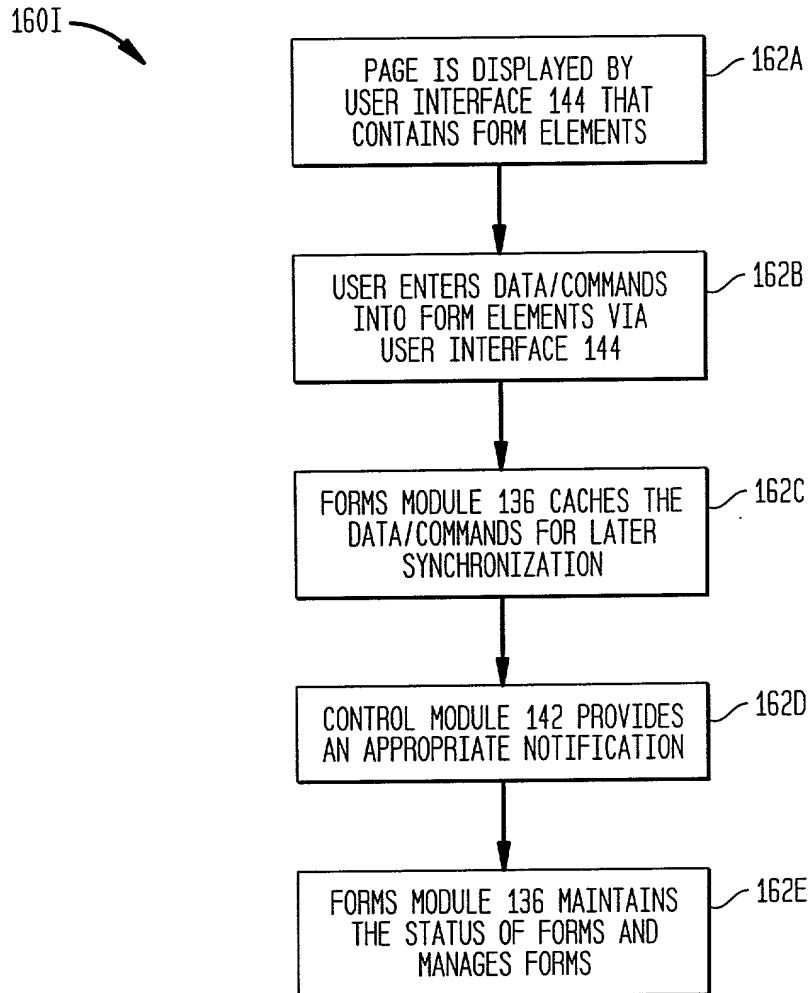 160I
PAGE IS DISPLAYED BY
USER INTERFACE 144 THAT
CONTAINS FORM ELEMENTS
162A
USER ENTERS DATA/COMMANDS
INTO FORM ELEMENTS VIA
USER INTERFACE 144
162B
FORMS MODULE 136 CACHES THE
DATA/COMMANDS FOR LATER
SYNCHRONIZATION
162C
CONTROL MODULE 142 PROVIDES
AN APPROPRIATE NOTIFICATION
162D
FORMS MODULE 136 MAINTAINS
THE STATUS OF FORMS AND
MANAGES FORMS
162E